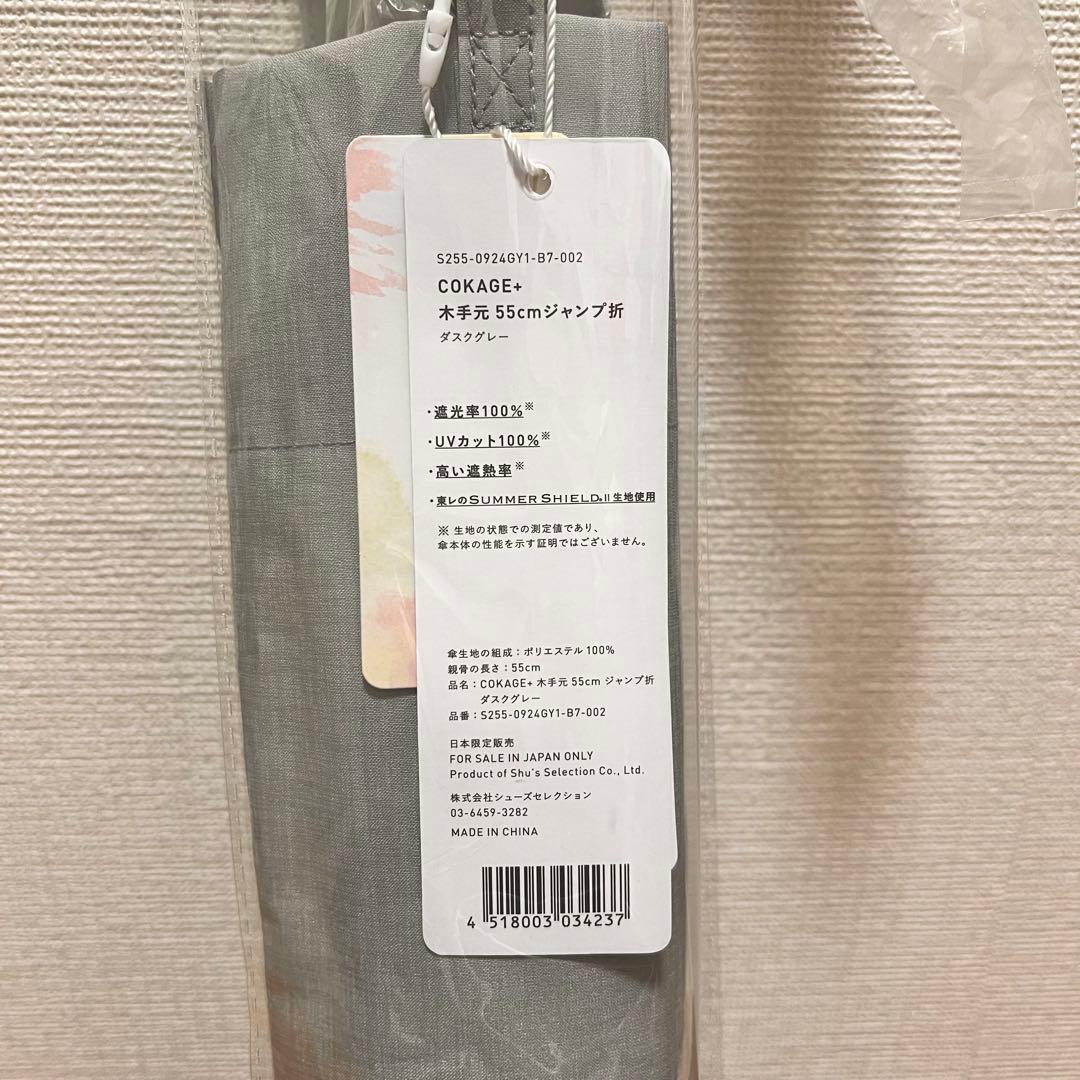 S255-0924GY1-B7-002
COKAGE+
木手元 55cmジャンプ折
ダスクグレー
・遮光率100%※
・UVカット100%※
・高い遮熱率※
・東レのSUMMER SHIELD®II生地使用
※ 生地の状態での測定値であり、
傘本体の性能を示す証明ではございません。
傘生地の組成：ポリエステル 100%
親骨の長さ：55cm
品名：COKAGE+ 木手元 55cm ジャンプ折
ダスクグレー
品番：S255-0924GY1-B7-002
日本限定販売
FOR SALE IN JAPAN ONLY
Product of Shu's Selection Co., Ltd.
株式会社シューズセレクション
03-6459-3282
MADE IN CHINA
4 518003 034237